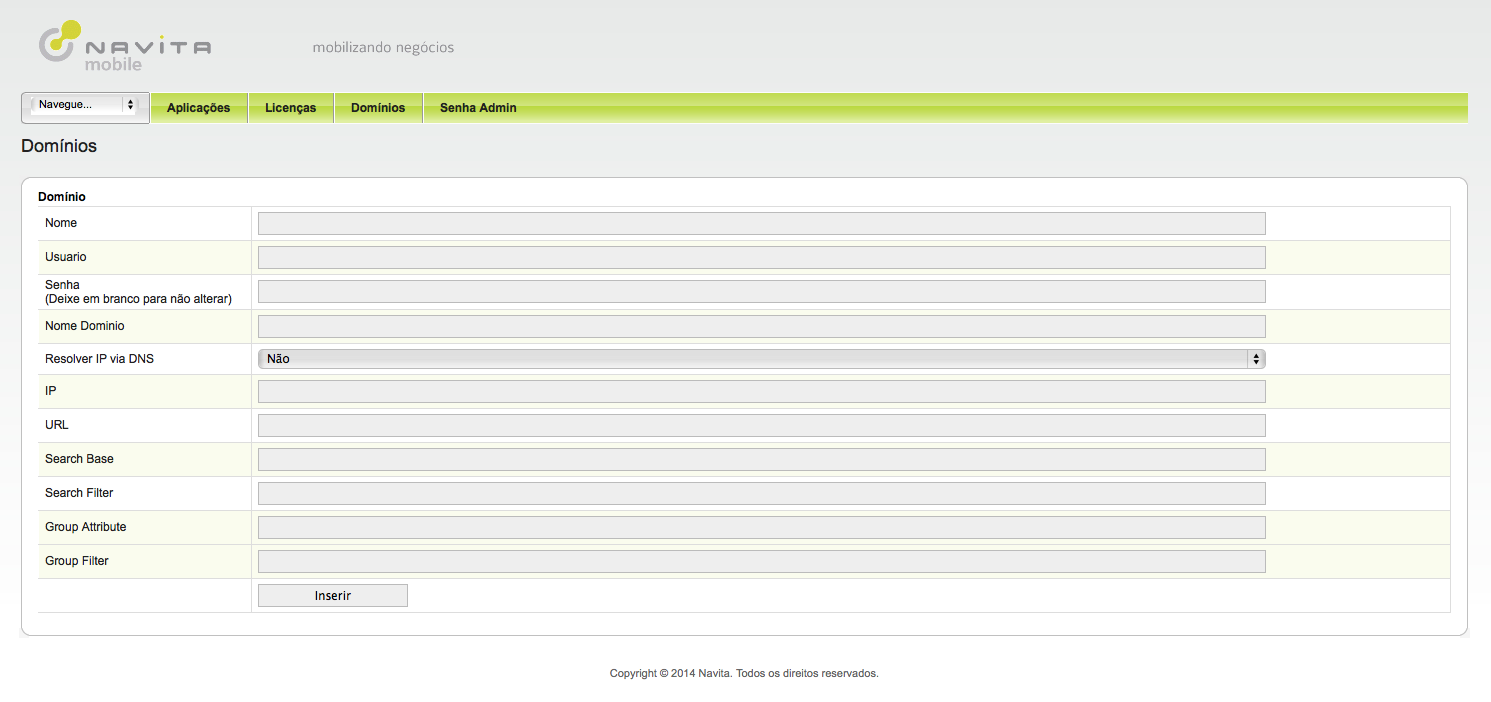 NAVITA
mobile
mobilizando negócios
Navegue...
Aplicações
Licenças
Domínios
Senha Admin
Domínios
Domínio
Nome
Usuario
Senha
(Deixe em branco para não alterar)
Nome Dominio
Resolver IP via DNS
Não
IP
URL
Search Base
Search Filter
Group Attribute
Group Filter
Inserir
Copyright © 2014 Navita. Todos os direitos reservados.